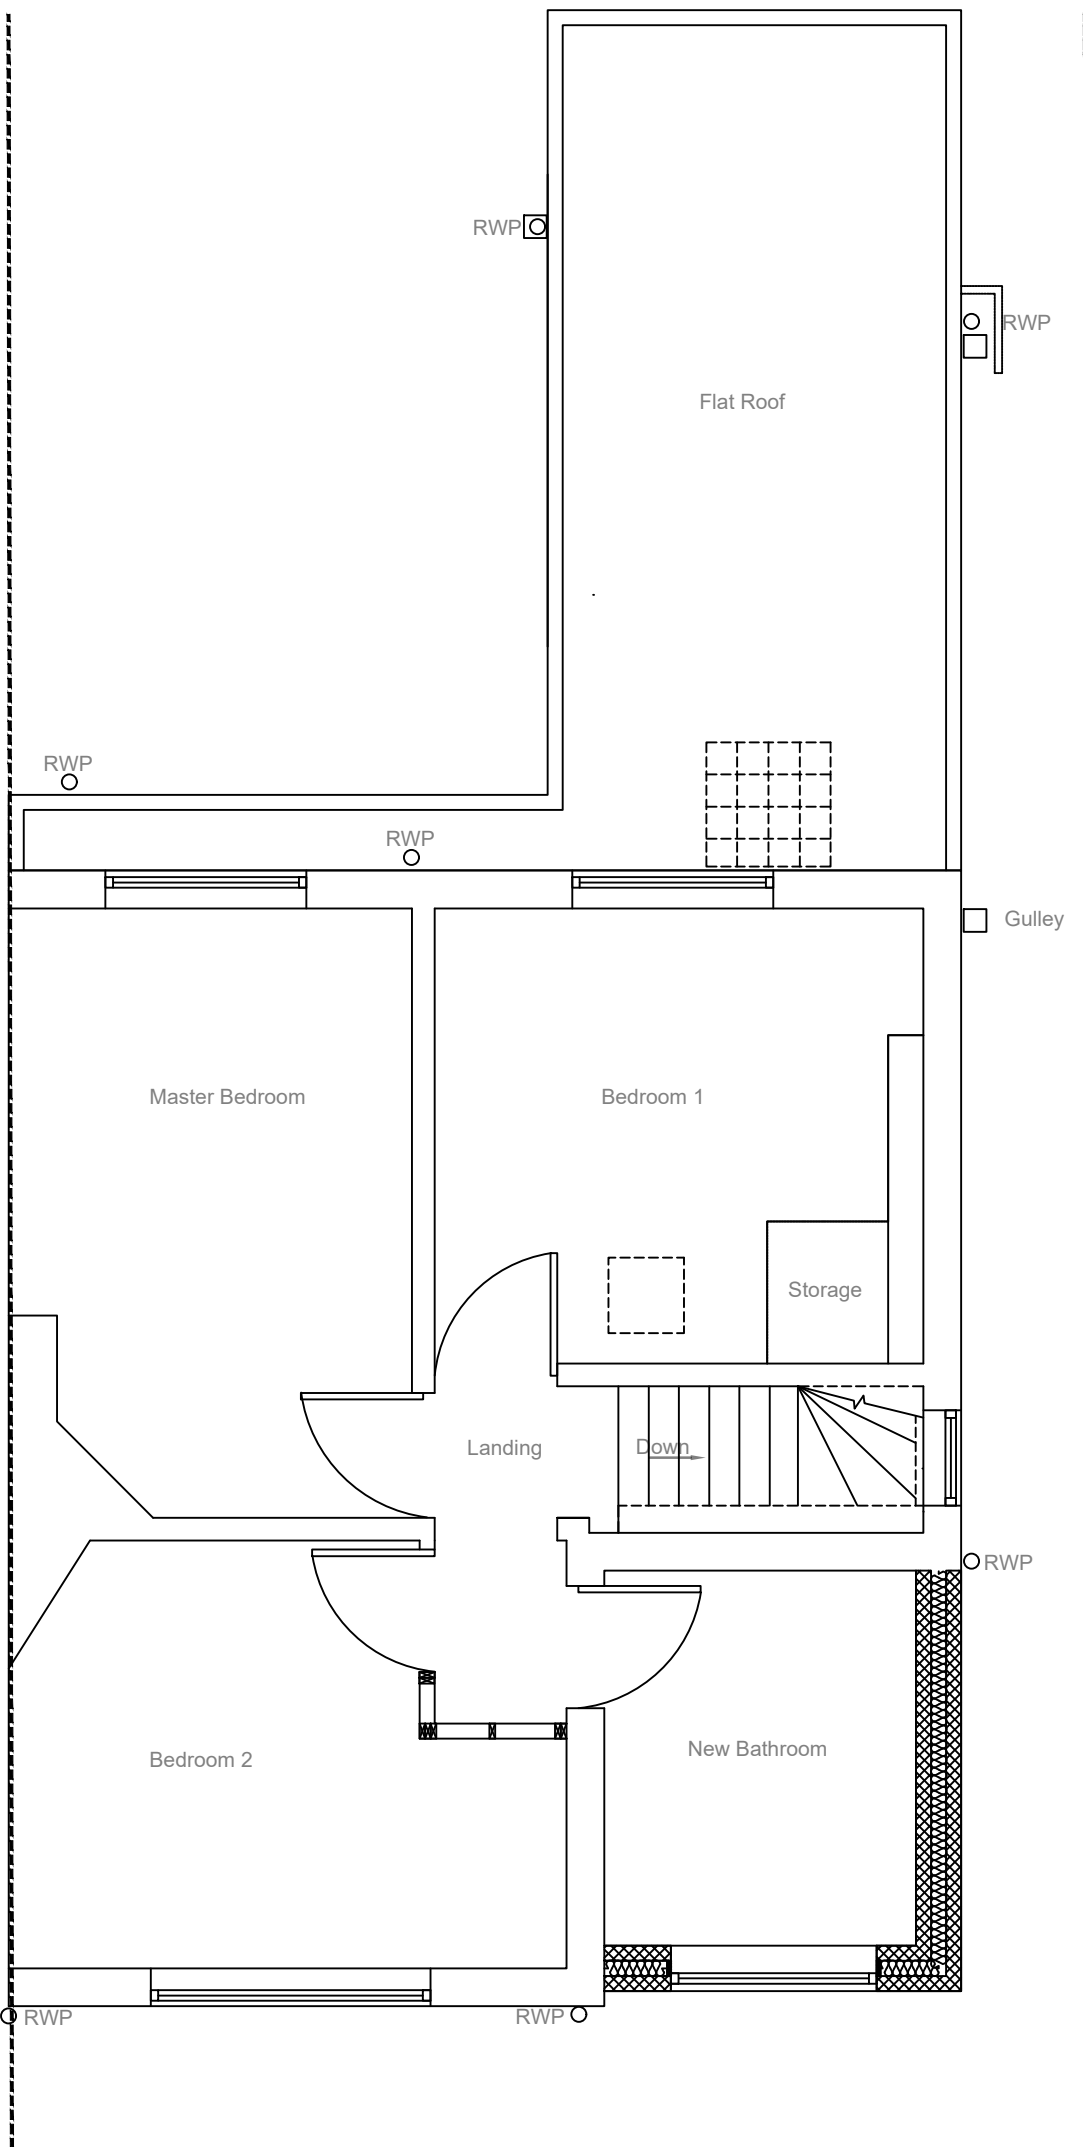 RWP
RWP
Flat Roof
RWP
RWP
Gulley
Master Bedroom
Bedroom 1
Storage
Landing
Down
RWP
New Bathroom
Bedroom 2
RWP
RWP